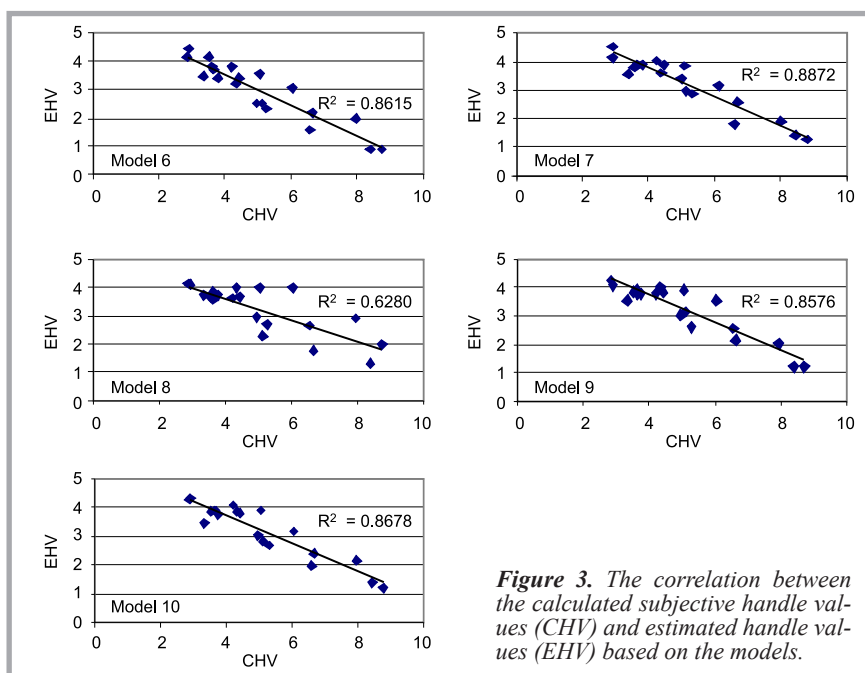 5
4
3
2
1
0
EHV
R² = 0.8615
Model 6
0 2 4 6 8 10
CHV
5
4
3
2
1
0
EHV
R² = 0.8872
Model 7
0 2 4 6 8 10
CHV
5
4
3
2
1
0
EHV
R² = 0.6280
Model 8
0 2 4 6 8 10
CHV
5
4
3
2
1
0
EHV
R² = 0.8576
Model 9
0 2 4 6 8 10
CHV
5
4
3
2
1
0
EHV
R² = 0.8678
Model 10
0 2 4 6 8 10
CHV
Figure 3. The correlation between
the calculated subjective handle val-
ues (CHV) and estimated handle val-
ues (EHV) based on the models.